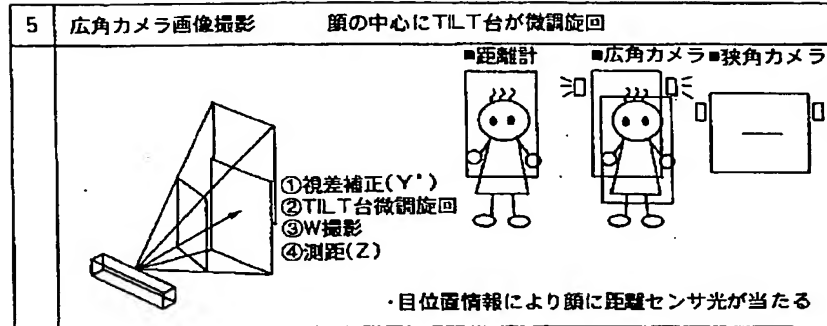 5 広角カメラ画像撮影 顔の中心にTILT台が微調旋回
■距離計 ■広角カメラ ■狭角カメラ
①視差補正(Y°)
②TILT台微調旋回
③W撮影
④測距(Z)
・目位置情報により顔に距離センサ光が当たる